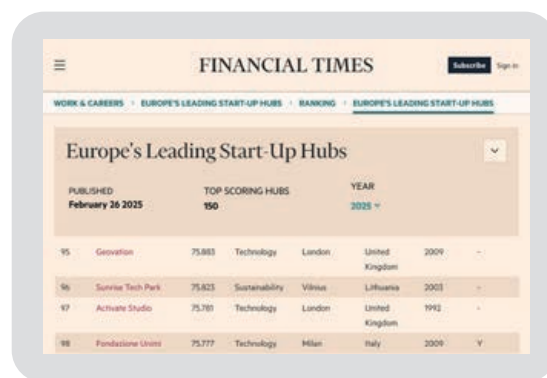 FINANCIAL TIMES
Subscribe Sign in
WORK & CAREERS EUROPE'S LEADING START-UP HUBS RANKING EUROPE'S LEADING START-UP HUBS
Europe's Leading Start-Up Hubs
PUBLISHED TOP SCORING HUBS YEAR
February 26 2025 150 2025
95 Geovation 75.883 Technology London United Kingdom 2009 -
96 Sunrise Tech Park 75.823 Sustainability Vilnius Lithuania 2003 -
97 Activate Studio 75.781 Technology London United Kingdom 1992 -
98 Fondazione Unimi 75.777 Technology Milan Italy 2009 Y